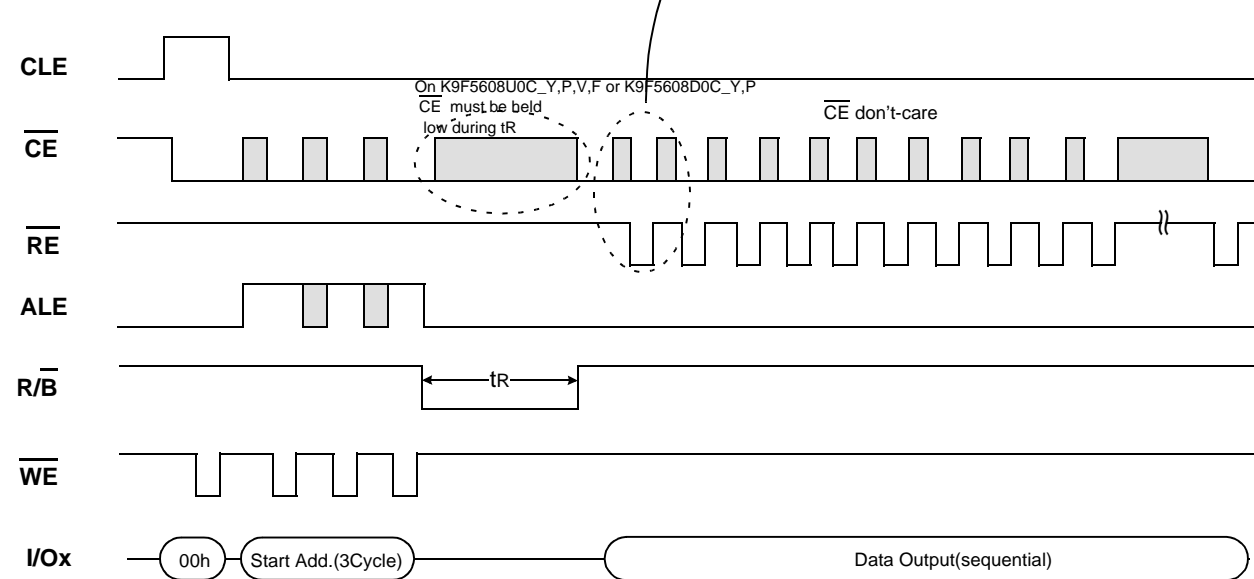 CLE
On K9F5608U0C_Y,P,V,F or K9F5608D0C_Y,P
CE must be beld
low during tR
CE don't-care
CE
RE
ALE
R/B
tR
WE
I/Ox
00h
Start Add.(3Cycle)
Data Output(sequential)